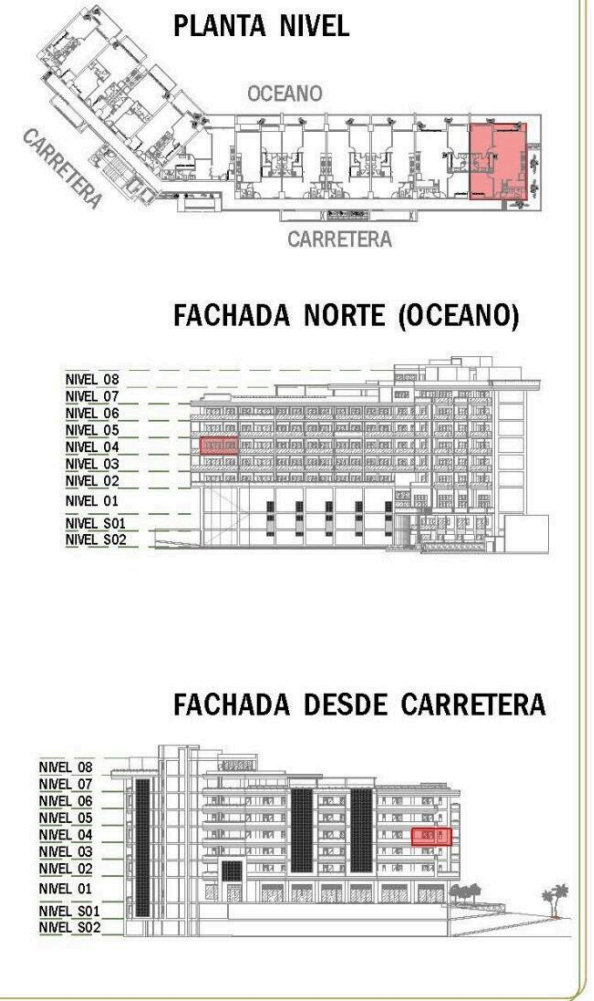 PLANTA NIVEL
OCEANO
CARRETERA
CARRETERA
FACHADA NORTE (OCEANO)
NIVEL 08
NIVEL 07
NIVEL 06
NIVEL 05
NIVEL 04
NIVEL 03
NIVEL 02
NIVEL 01
NIVEL S01
NIVEL S02
FACHADA DESDE CARRETERA
NIVEL 08
NIVEL 07
NIVEL 06
NIVEL 05
NIVEL 04
NIVEL 03
NIVEL 02
NIVEL 01
NIVEL S01
NIVEL S02